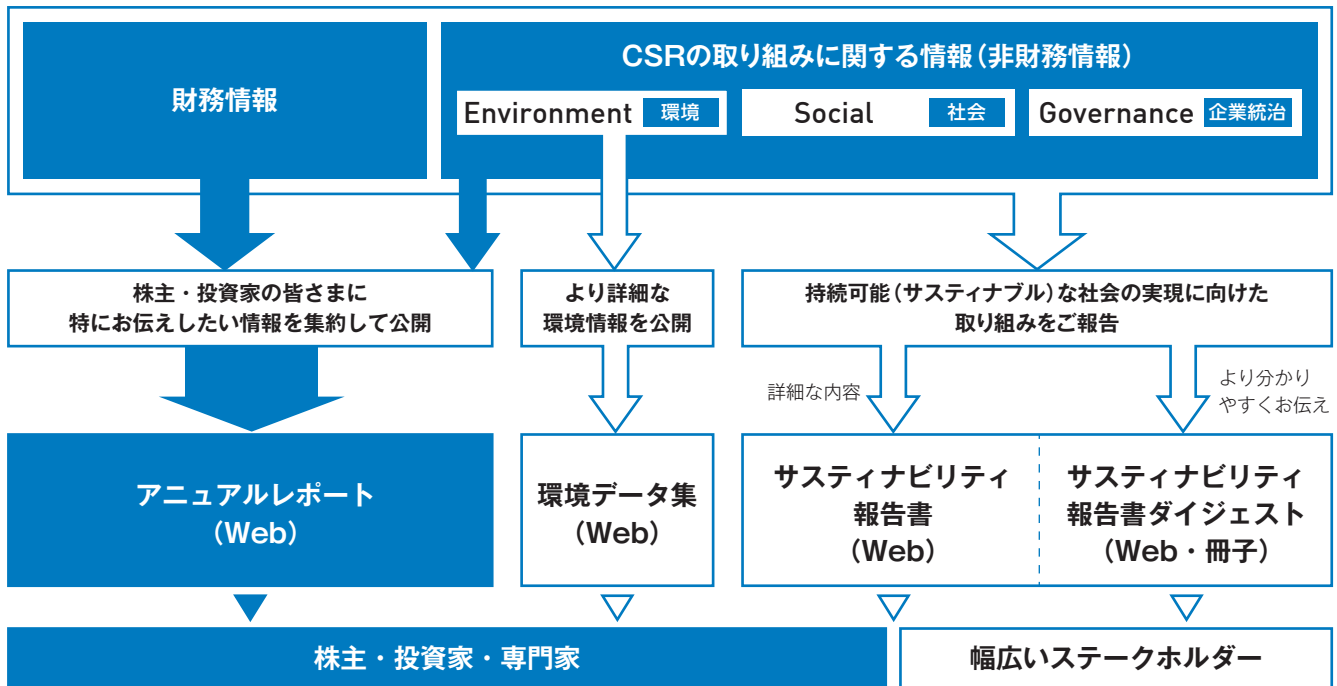 財務情報
CSRの取り組みに関する情報（非財務情報）
Environment 環境
Social 社会
Governance 企業統治
株主・投資家の皆さまに
特にお伝えしたい情報を集約して公開
より詳細な
環境情報を公開
持続可能（サスティナブル）な社会の実現に向けた
取り組みをご報告
詳細な内容
より分かり
やすくお伝え
アニュアルレポート
（Web）
環境データ集
（Web）
サスティナビリティ
報告書
（Web）
サスティナビリティ
報告書ダイジェスト
（Web・冊子）
株主・投資家・専門家
幅広いステークホルダー